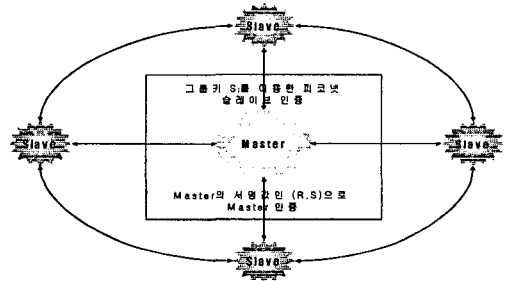 Slave
그룹키 Si를 이용한 피코넷
슬레이브 인증
Slave
Master
Slave
Master의 서명값인 (R,S)으로
Master 인증
Slave